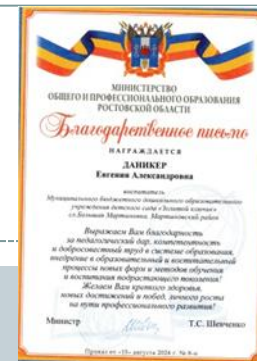 МИНИСТЕРСТВО
ОБЩЕГО И ПРОФЕССИОНАЛЬНОГО ОБРАЗОВАНИЯ
РОСТОВСКОЙ ОБЛАСТИ
Благодарственное письмо
НАГРАЖДАЕТСЯ
ДАНИКЕР
Евгения Александровна
воспитатель
Муниципального бюджетного дошкольного образовательного
учреждения детского сада «Золотой ключик»
сл.Большая Мартыновка, Мартыновский район
Выражаем Вам благодарность
за педагогический дар, компетентность
и добросовестный труд в системе образования,
внедрение в образовательный и воспитательный
процессы новых форм и методов обучения
и воспитания подрастающего поколения!
Желаем Вам крепкого здоровья,
новых достижений и побед, личного роста
на пути профессионального развития!
Министр Т.С. Шевченко
Приказ от «15» августа